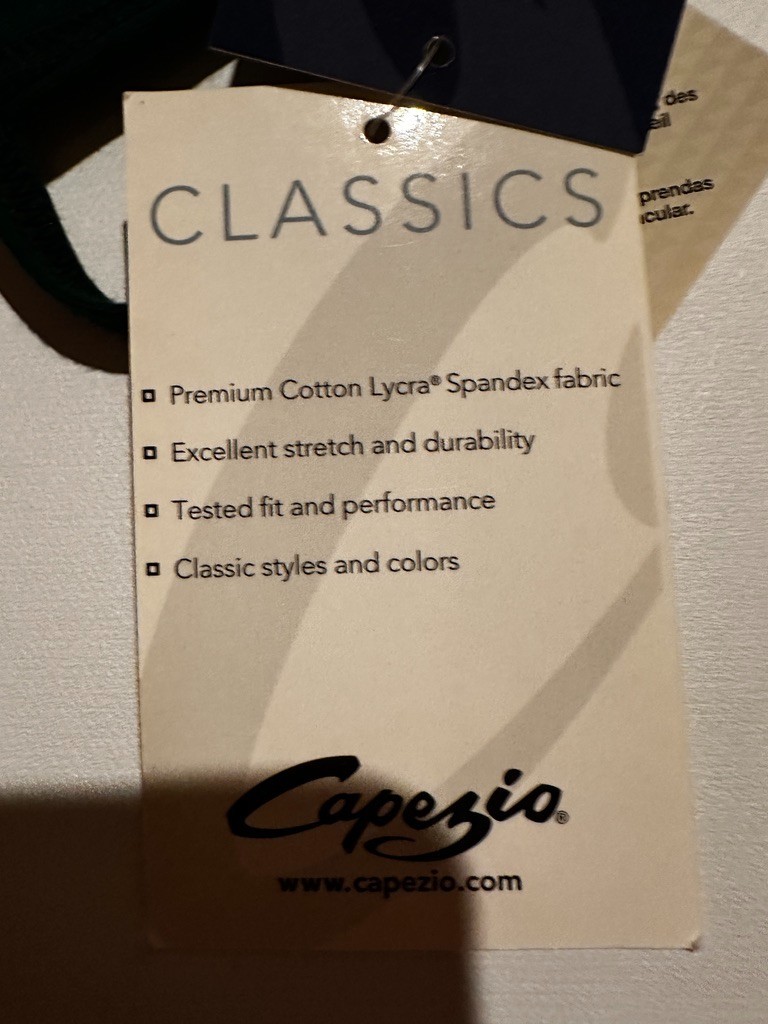 CLASSICS
Premium Cotton Lycra® Spandex fabric
Excellent stretch and durability
Tested fit and performance
Classic styles and colors
Capezio®
www.capezio.com
des
prendas